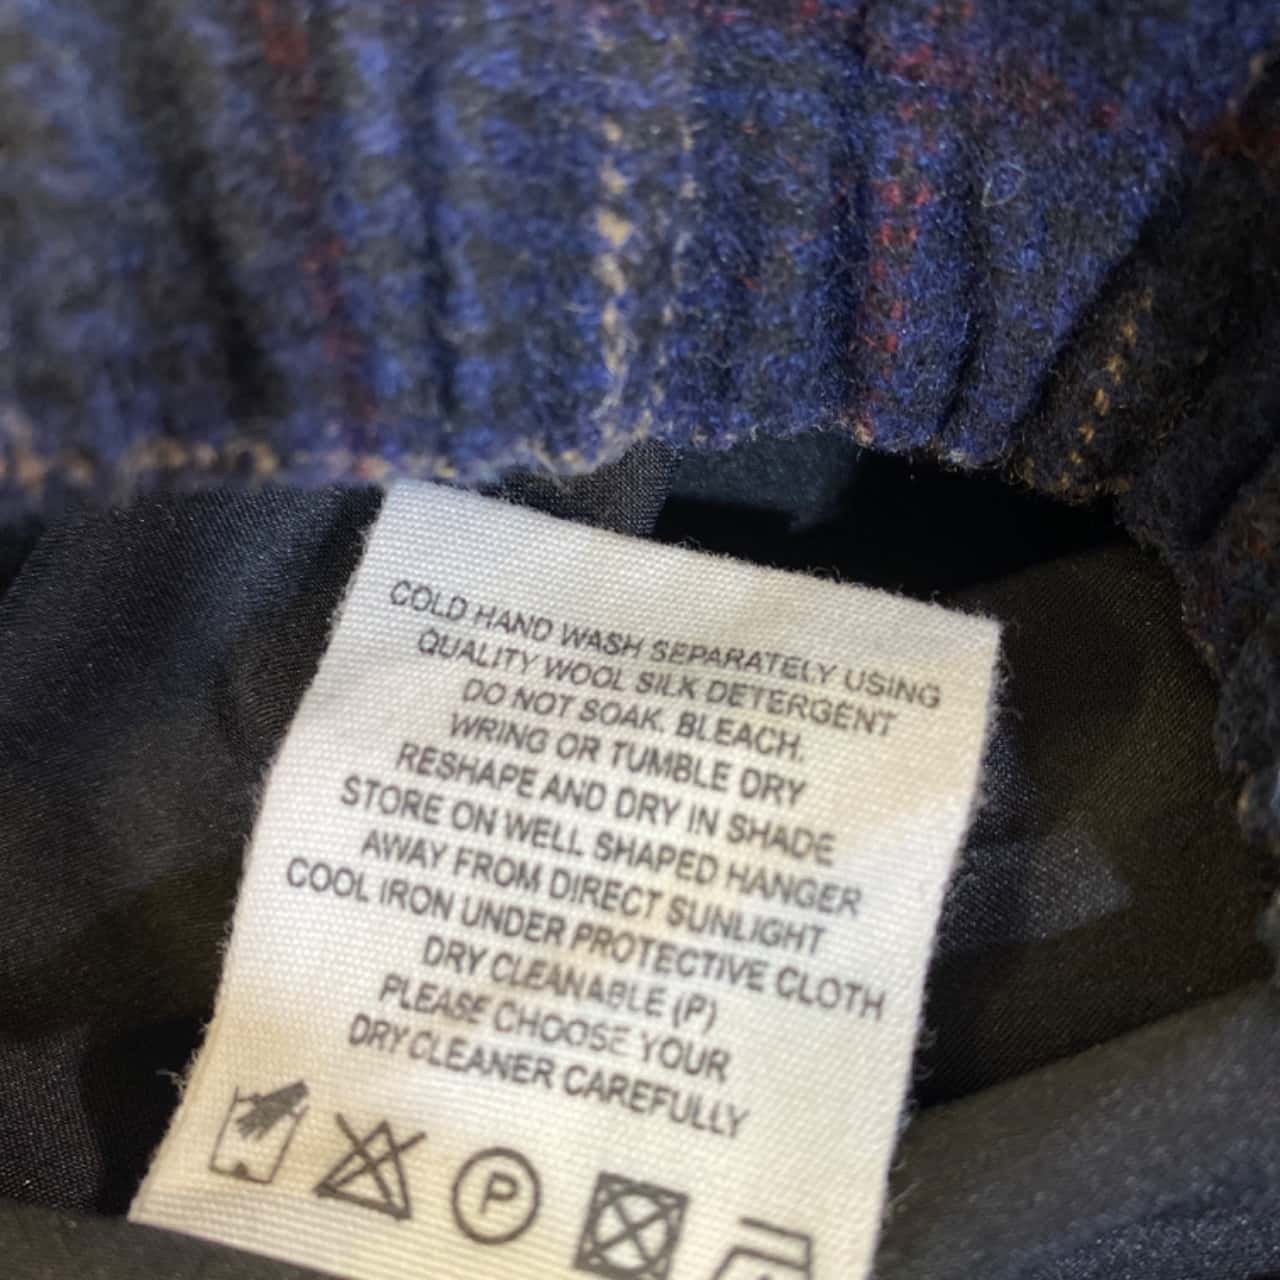 COLD HAND WASH SEPARATELY USING
QUALITY WOOL SILK DETERGENT
DO NOT SOAK. BLEACH.
WRING OR TUMBLE DRY
RESHAPE AND DRY IN SHADE
STORE ON WELL SHAPED HANGER
AWAY FROM DIRECT SUNLIGHT
COOL IRON UNDER PROTECTIVE CLOTH
DRY CLEANABLE (P)
PLEASE CHOOSE YOUR
DRY CLEANER CAREFULLY
P